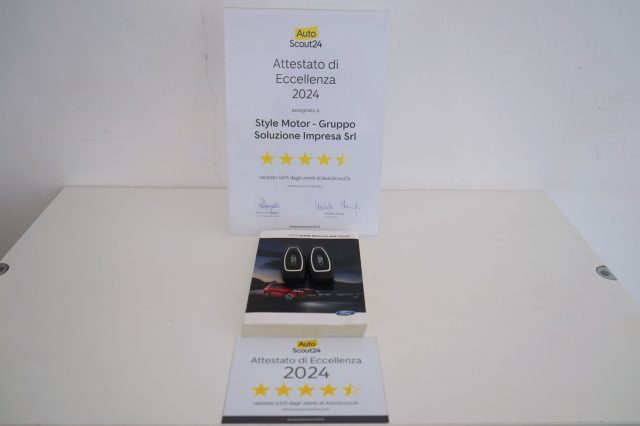 Auto
Scout24
Attestato di
Eccellenza
2024
assegnato a
Style Motor - Gruppo
Soluzione Impresa Srl
valutato 4.5/5 dagli utenti di AutoScout24
Auto
Scout24
Attestato di Eccellenza
2024
valutato 4.5/5 dagli utenti di AutoScout24